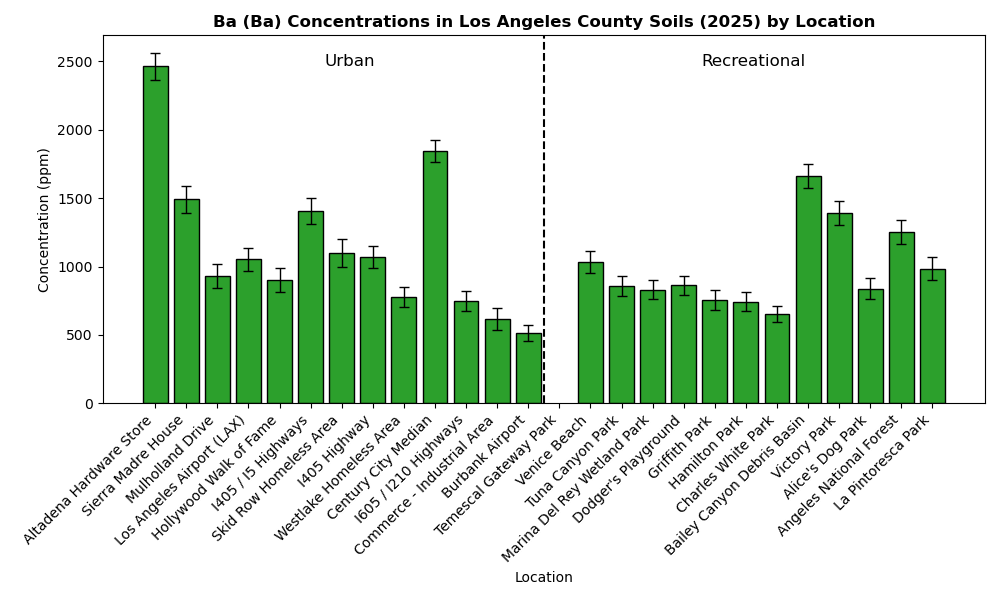 Ba (Ba) Concentrations in Los Angeles County Soils (2025) by Location
Urban
Recreational
Concentration (ppm)
2500
2000
1500
1000
500
0
Altadena Hardware Store
Sierra Madre House
Mulholland Drive
Los Angeles Airport (LAX)
Hollywood Walk of Fame
I405 / I5 Highways
Skid Row Homeless Area
I405 Highway
Westlake Homeless Area
Century City Median
I605 / I210 Highways
Commerce - Industrial Area
Burbank Airport
Temescal Gateway Park
Venice Beach
Tuna Canyon Park
Marina Del Rey Wetland Park
Dodger's Playground
Griffith Park
Hamilton Park
Charles White Park
Bailey Canyon Debris Basin
Victory Park
Alice's Dog Park
Angeles National Forest
La Pintoresca Park
Location